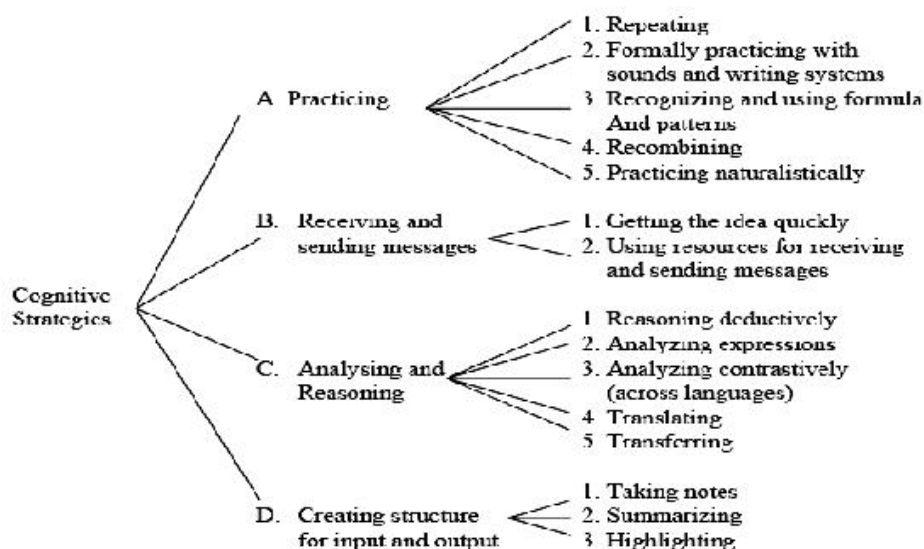 Cognitive
Strategies
A Practicing
1. Repeating
2. Formally practicing with
sounds and writing systems
3 Recognizing and using formula
And patterns
4. Recombining
5. Practicing naturalistically
B. Receiving and
sending messages
1. Getting the idea quickly
2. Using resources for receiving
and sending messages
C. Analysing and
Reasoning
1 Reasoning deductively
2. Analyzing expressions
3. Analyzing contrastively
(across languages)
4 Translating
5 Transferring
D. Creating structure
for input and output
1. Taking notes
2. Summarizing
3 Highlighting